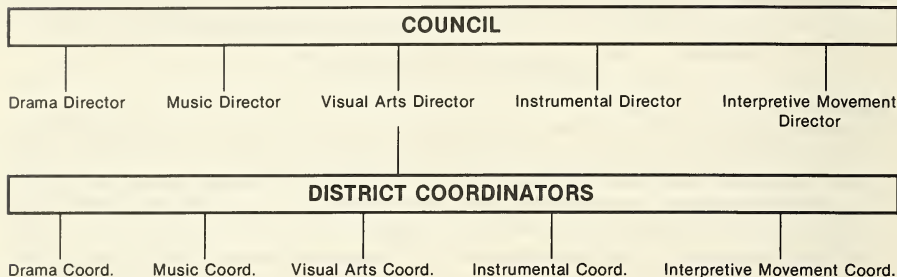 COUNCIL
Drama Director Music Director Visual Arts Director Instrumental Director Interpretive Movement
Director
DISTRICT COORDINATORS
Drama Coord. Music Coord. Visual Arts Coord. Instrumental Coord. Interpretive Movement Coord.